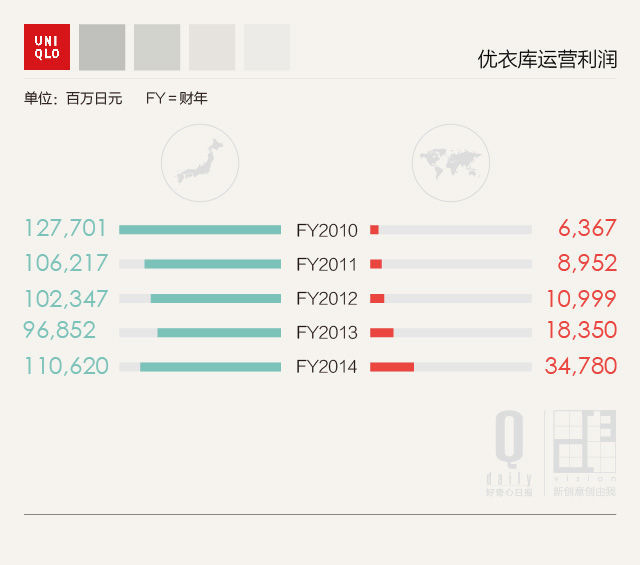 UNI
QLO
优衣库运营利润
单位：百万日元 FY=财年
127,701 FY2010 6,367
106,217 FY2011 8,952
102,347 FY2012 10,999
96,852 FY2013 18,350
110,620 FY2014 34,780
Q
daily
好奇心日报
vision
新创意创由我